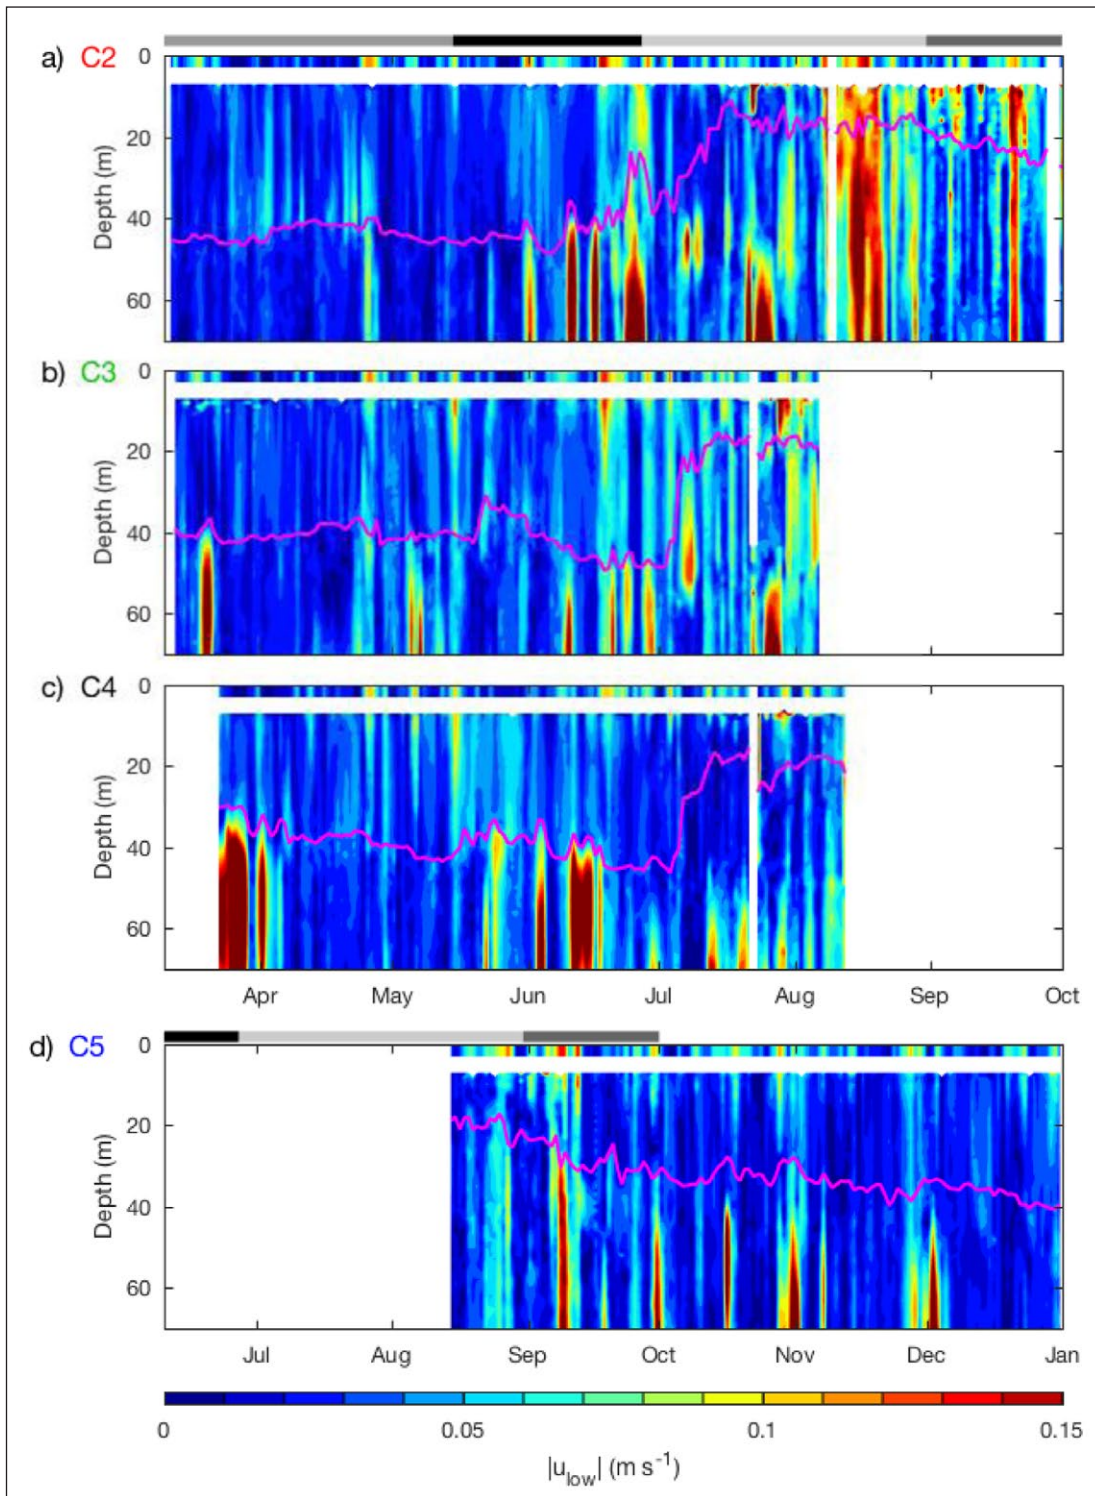 a) C2
0
20
40
60
Depth (m)
b) C3
0
20
40
60
Depth (m)
c) C4
0
20
40
60
Depth (m)
Apr May Jun Jul Aug Sep Oct
d) C5
0
20
40
60
Depth (m)
Jul Aug Sep Oct Nov Dec Jan
0 0.05 0.1 0.15
|u_low| (m s⁻¹)